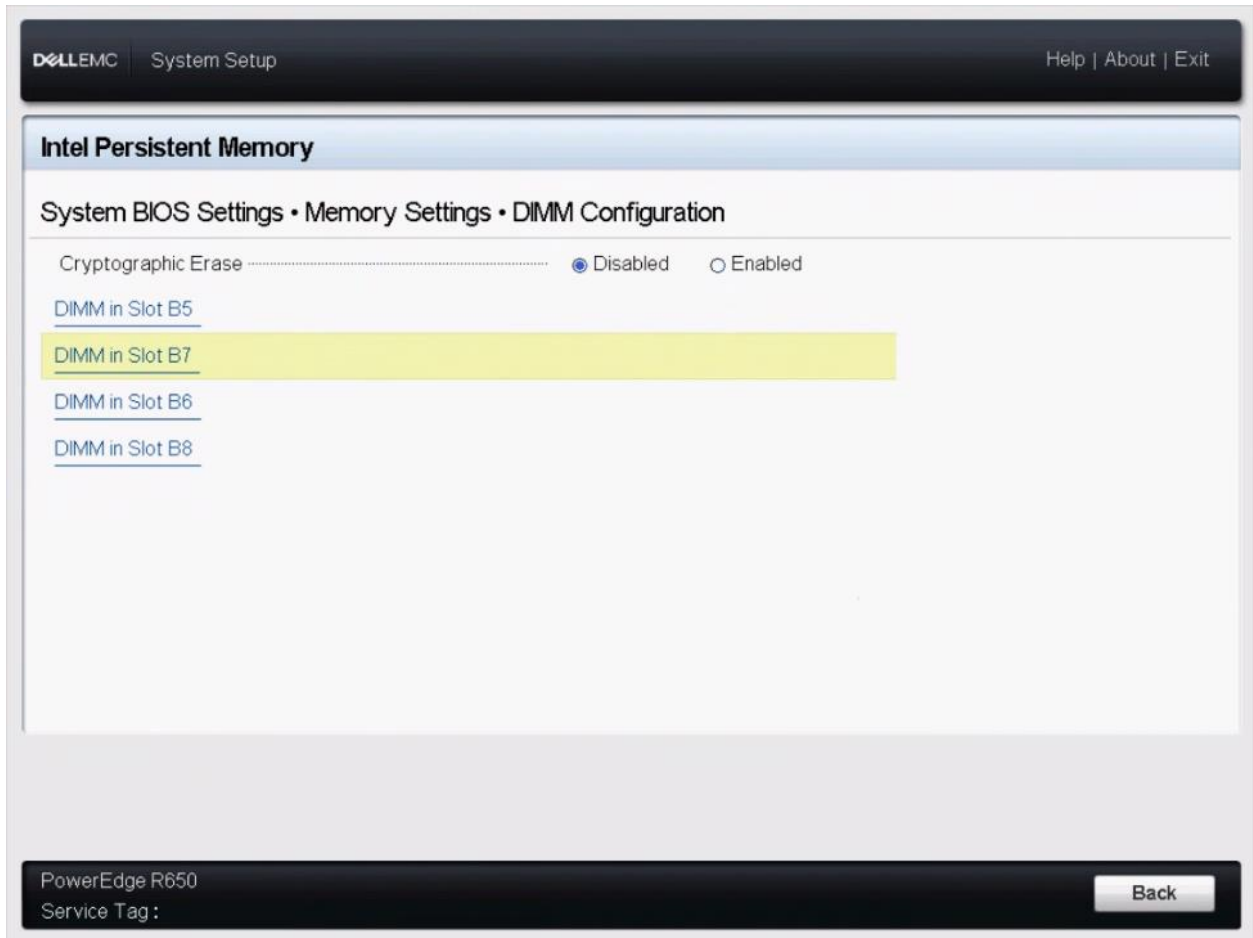 DELLEMC System Setup Help | About | Exit
Intel Persistent Memory
System BIOS Settings • Memory Settings • DIMM Configuration
Cryptographic Erase Disabled Enabled
DIMM in Slot B5
DIMM in Slot B7
DIMM in Slot B6
DIMM in Slot B8
PowerEdge R650
Service Tag:
Back